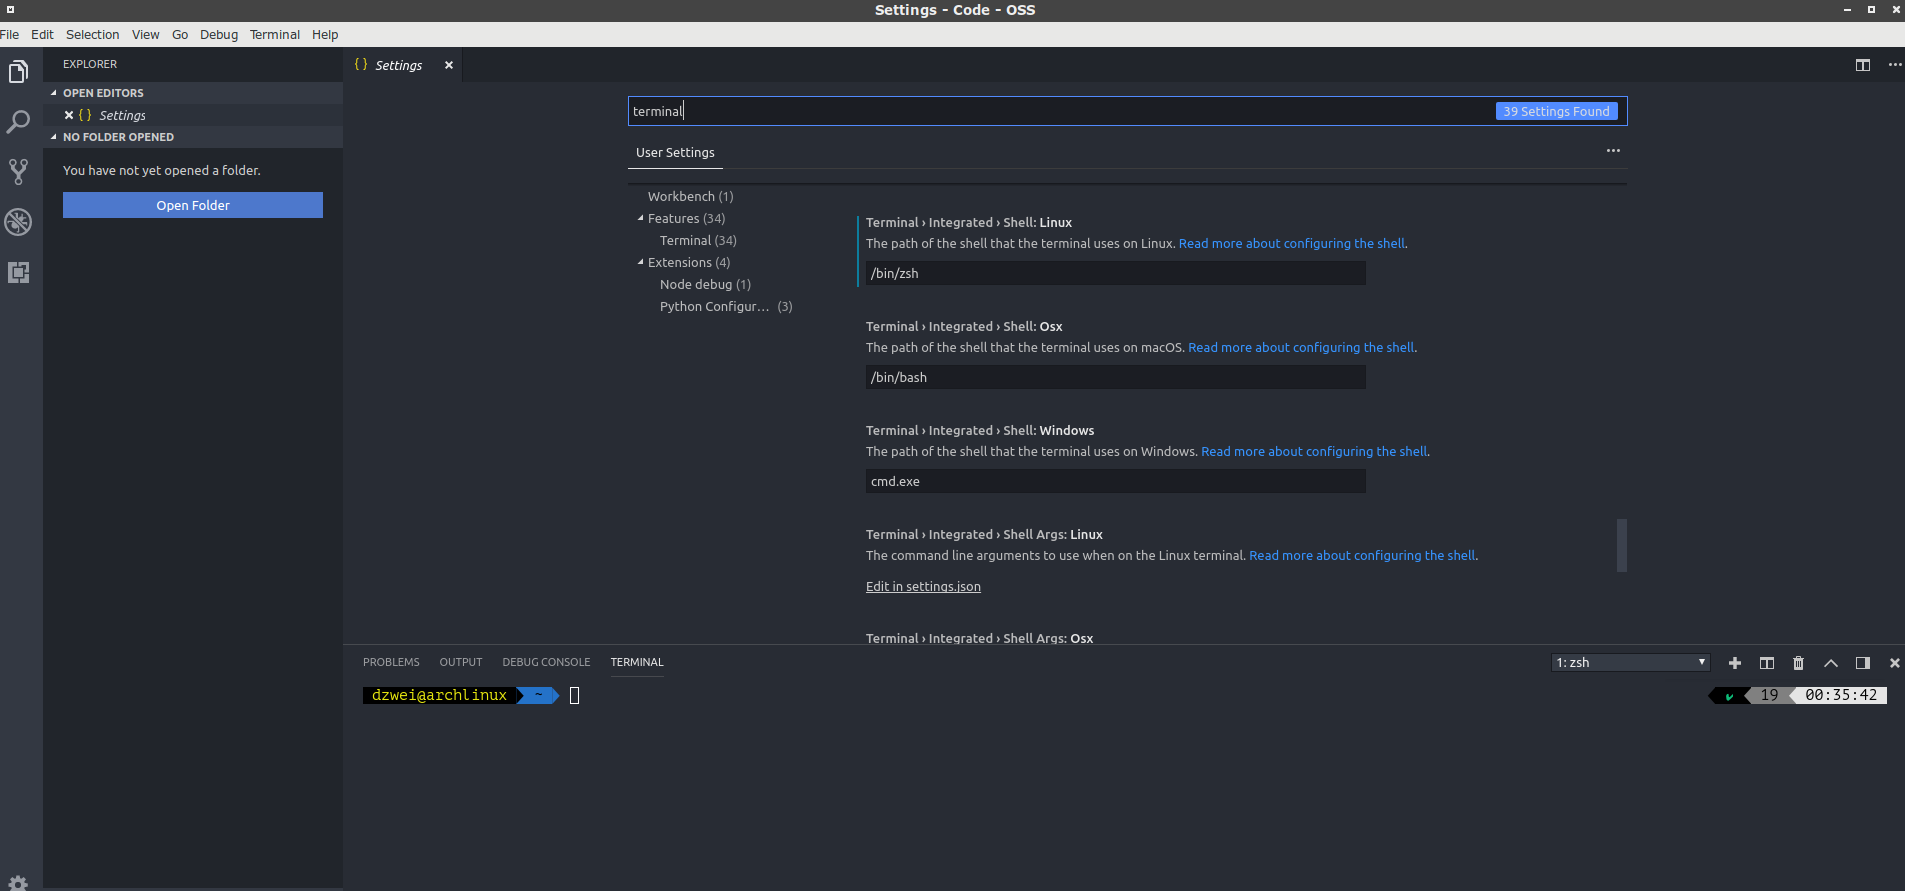 Settings - Code - OSS
File Edit Selection View Go Debug Terminal Help
EXPLORER
OPEN EDITORS
{ } Settings
NO FOLDER OPENED
You have not yet opened a folder.
Open Folder
{ } Settings
terminal
39 Settings Found
User Settings
Workbench (1)
Features (34)
Terminal (34)
Extensions (4)
Node debug (1)
Python Configur... (3)
Terminal › Integrated › Shell: Linux
The path of the shell that the terminal uses on Linux. Read more about configuring the shell.
/bin/zsh
Terminal › Integrated › Shell: Osx
The path of the shell that the terminal uses on macOS. Read more about configuring the shell.
/bin/bash
Terminal › Integrated › Shell: Windows
The path of the shell that the terminal uses on Windows. Read more about configuring the shell.
cmd.exe
Terminal › Integrated › Shell Args: Linux
The command line arguments to use when on the Linux terminal. Read more about configuring the shell.
Edit in settings.json
Terminal › Integrated › Shell Args: Osx
PROBLEMS OUTPUT DEBUG CONSOLE TERMINAL
1: zsh
dzwei@archlinux ~
✔ 19 00:35:42